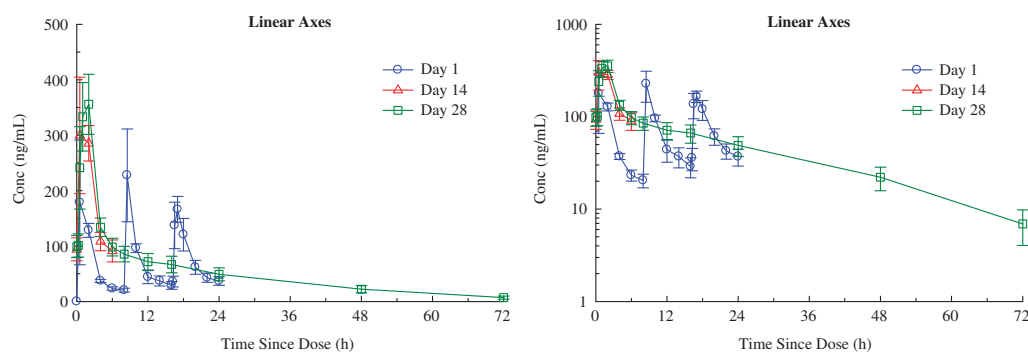 Linear Axes
500
400
300
200
100
0
Conc (ng/mL)
Day 1
Day 14
Day 28
0 12 24 36 48 60 72
Time Since Dose (h)
Linear Axes
1000
100
10
1
Conc (ng/mL)
Day 1
Day 14
Day 28
0 12 24 36 48 60 72
Time Since Dose (h)